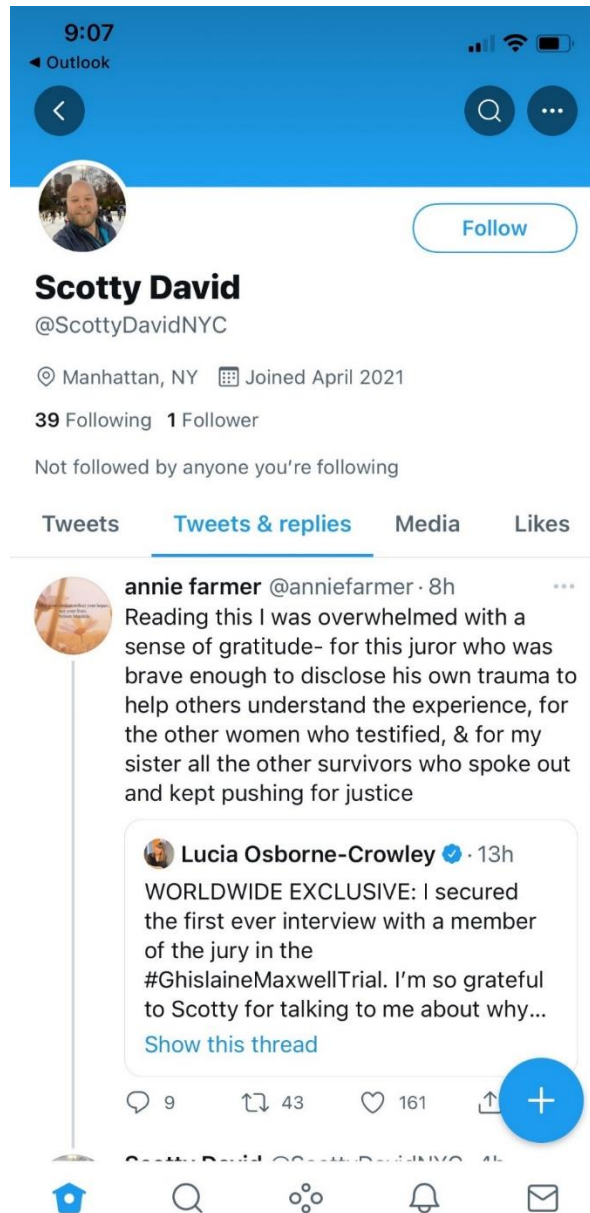 9:07
Outlook
Follow
Scotty David
@ScottyDavidNYC
Manhattan, NY Joined April 2021
39 Following 1 Follower
Not followed by anyone you're following
Tweets Tweets & replies Media Likes
annie farmer @anniefarmer · 8h
Reading this I was overwhelmed with a
sense of gratitude- for this juror who was
brave enough to disclose his own trauma to
help others understand the experience, for
the other women who testified, & for my
sister all the other survivors who spoke out
and kept pushing for justice
Lucia Osborne-Crowley · 13h
WORLDWIDE EXCLUSIVE: I secured
the first ever interview with a member
of the jury in the
#GhislaineMaxwellTrial. I'm so grateful
to Scotty for talking to me about why...
Show this thread
9 43 161
Scotty David @ScottyDavidNYC 4h